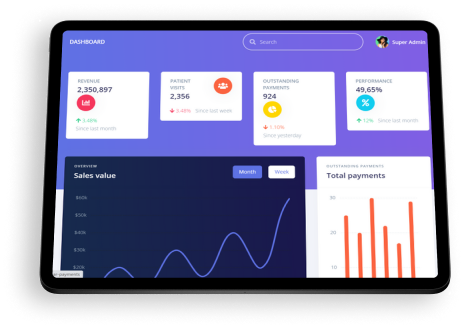 DASHBOARD
Search
Super Admin
REVENUE
2,350,897
3.48%
Since last month
PATIENT
VISITS
2,356
3.48% Since last week
OUTSTANDING
PAYMENTS
924
1.10%
Since yesterday
PERFORMANCE
49,65%
12% Since last month
OVERVIEW
Sales value
Month
Week
$60k
$50k
$40k
$30k
$20k
OUTSTANDING PAYMENTS
Total payments
30
20
10
payments